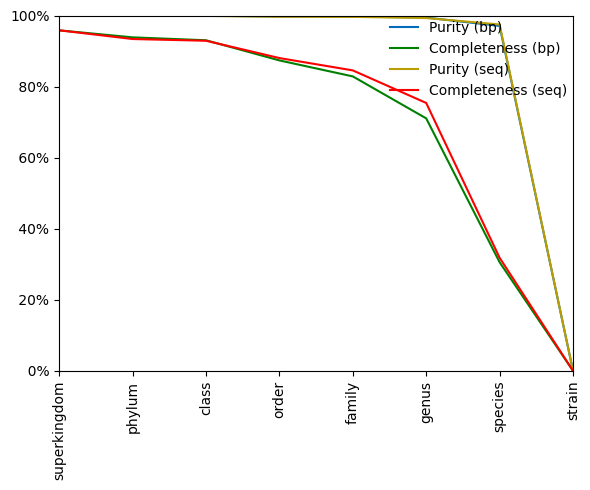 100%
80%
60%
40%
20%
0%
Purity (bp)
Completeness (bp)
Purity (seq)
Completeness (seq)
superkingdom
phylum
class
order
family
genus
species
strain